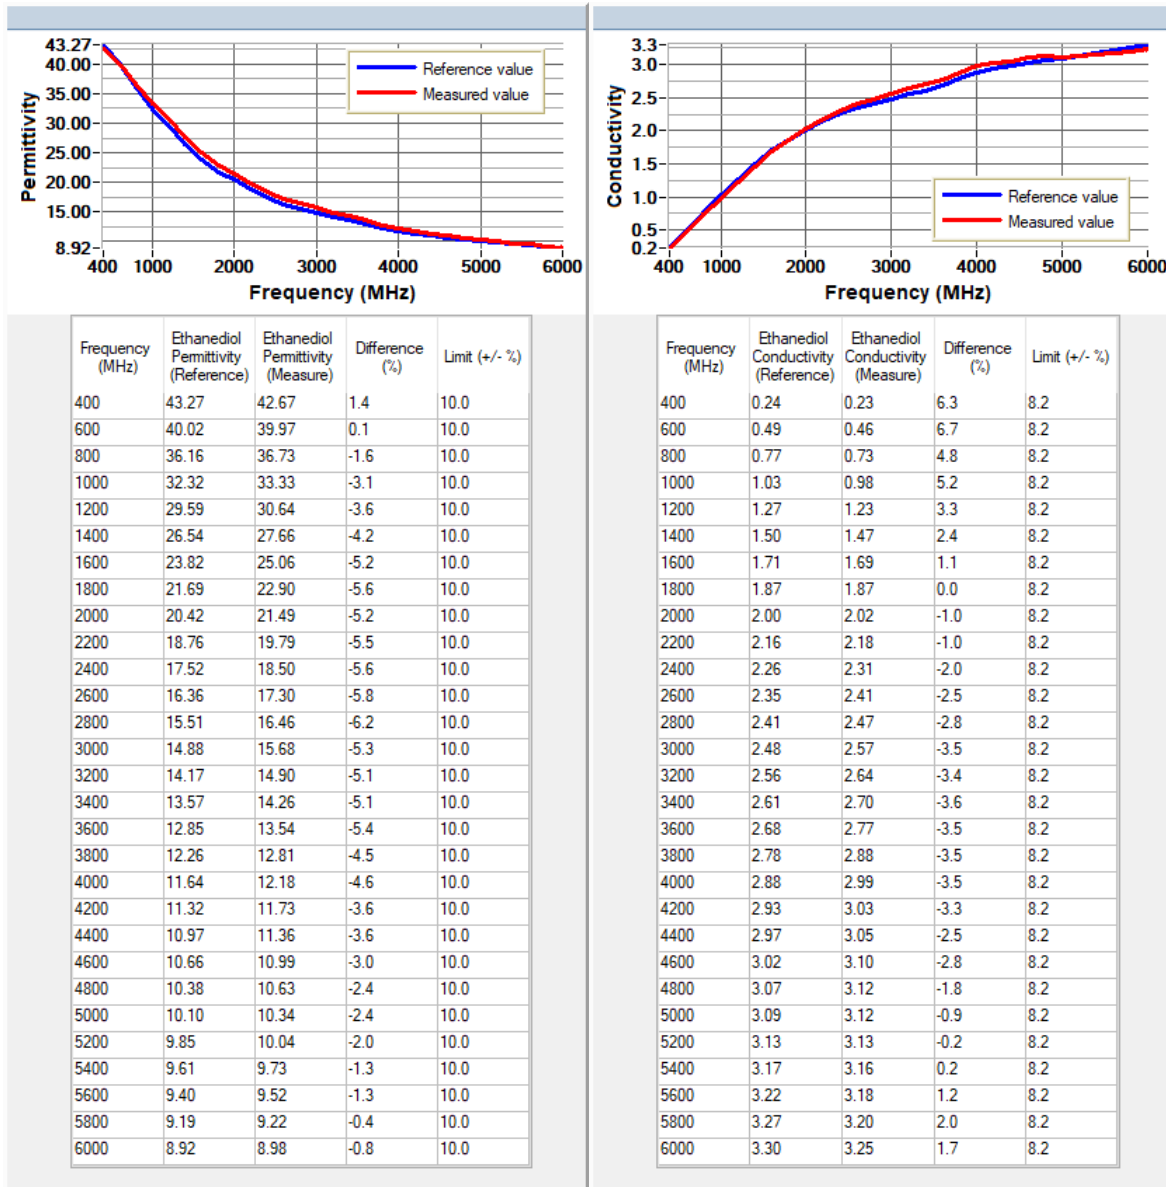 43.27
40.00
35.00
30.00
25.00
20.00
15.00
8.92
Permittivity
Reference value
Measured value
400 1000 2000 3000 4000 5000 6000
Frequency (MHz)
Frequency (MHz) Ethanediol Pemittivity (Reference) Ethanediol Pemittivity (Measure) Difference (%) Limit (+/- %)
400 43.27 42.67 1.4 10.0
600 40.02 39.97 0.1 10.0
800 36.16 36.73 -1.6 10.0
1000 32.32 33.33 -3.1 10.0
1200 29.59 30.64 -3.6 10.0
1400 26.54 27.66 -4.2 10.0
1600 23.82 25.06 -5.2 10.0
1800 21.69 22.90 -5.6 10.0
2000 20.42 21.49 -5.2 10.0
2200 18.76 19.79 -5.5 10.0
2400 17.52 18.50 -5.6 10.0
2600 16.36 17.30 -5.8 10.0
2800 15.51 16.46 -6.2 10.0
3000 14.88 15.68 -5.3 10.0
3200 14.17 14.90 -5.1 10.0
3400 13.57 14.26 -5.1 10.0
3600 12.85 13.54 -5.4 10.0
3800 12.26 12.81 -4.5 10.0
4000 11.64 12.18 -4.6 10.0
4200 11.32 11.73 -3.6 10.0
4400 10.97 11.36 -3.6 10.0
4600 10.66 10.99 -3.0 10.0
4800 10.38 10.63 -2.4 10.0
5000 10.10 10.34 -2.4 10.0
5200 9.85 10.04 -2.0 10.0
5400 9.61 9.73 -1.3 10.0
5600 9.40 9.52 -1.3 10.0
5800 9.19 9.22 -0.4 10.0
6000 8.92 8.98 -0.8 10.0
3.3
3.0
2.5
2.0
1.5
1.0
0.5
0.2
Conductivity
Reference value
Measured value
400 1000 2000 3000 4000 5000 6000
Frequency (MHz)
Frequency (MHz) Ethanediol Conductivity (Reference) Ethanediol Conductivity (Measure) Difference (%) Limit (+/- %)
400 0.24 0.23 6.3 8.2
600 0.49 0.46 6.7 8.2
800 0.77 0.73 4.8 8.2
1000 1.03 0.98 5.2 8.2
1200 1.27 1.23 3.3 8.2
1400 1.50 1.47 2.4 8.2
1600 1.71 1.69 1.1 8.2
1800 1.87 1.87 0.0 8.2
2000 2.00 2.02 -1.0 8.2
2200 2.16 2.18 -1.0 8.2
2400 2.26 2.31 -2.0 8.2
2600 2.35 2.41 -2.5 8.2
2800 2.41 2.47 -2.8 8.2
3000 2.48 2.57 -3.5 8.2
3200 2.56 2.64 -3.4 8.2
3400 2.61 2.70 -3.6 8.2
3600 2.68 2.77 -3.5 8.2
3800 2.78 2.88 -3.5 8.2
4000 2.88 2.99 -3.5 8.2
4200 2.93 3.03 -3.3 8.2
4400 2.97 3.05 -2.5 8.2
4600 3.02 3.10 -2.8 8.2
4800 3.07 3.12 -1.8 8.2
5000 3.09 3.12 -0.9 8.2
5200 3.13 3.13 -0.2 8.2
5400 3.17 3.16 0.2 8.2
5600 3.22 3.18 1.2 8.2
5800 3.27 3.20 2.0 8.2
6000 3.30 3.25 1.7 8.2